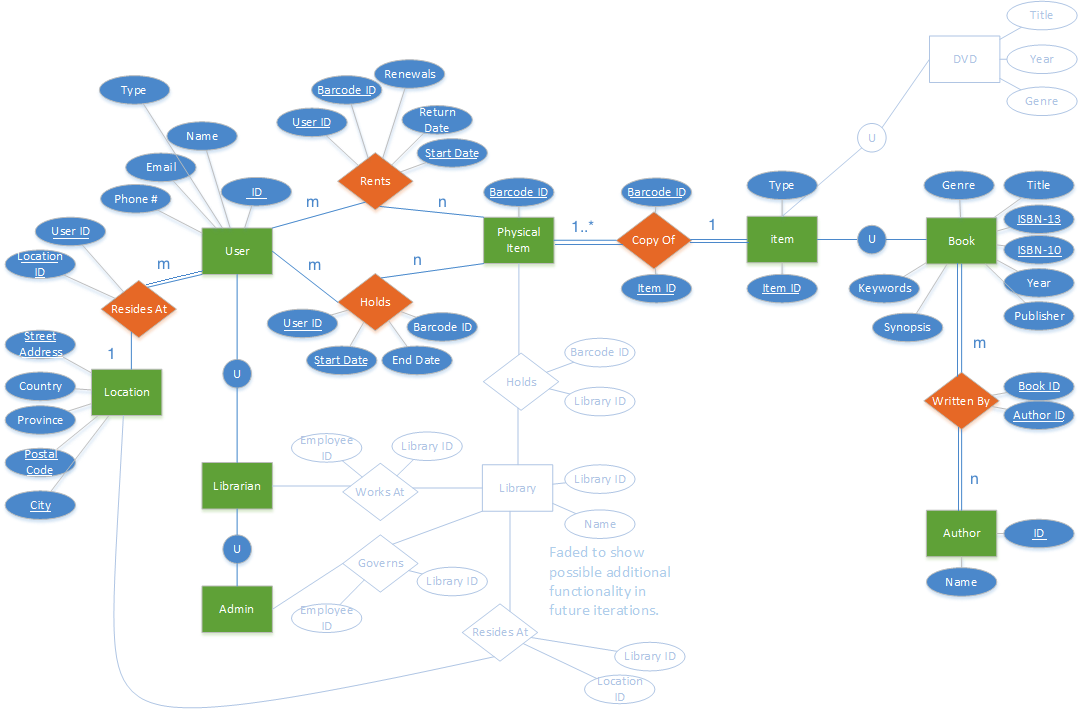 Title
DVD
Year
Genre
Type
Barcode ID
Renewals
User ID
Return
Date
Start Date
Name
Email
Phone #
ID
Rents
m
n
U
Barcode ID
Barcode ID
Type
Genre
Title
ISBN-13
ISBN-10
Year
Publisher
User ID
Location
ID
User
Physical
Item
1..*
Copy Of
1
item
U
Book
m
m
n
Resides At
Holds
Item ID
Item ID
Keywords
Synopsis
User ID
Barcode ID
Start Date
End Date
Street
Address
1
m
Country
Location
U
Holds
Barcode ID
Library ID
Book ID
Written By
Author ID
Province
Postal
Code
City
Employee
ID
Library ID
Librarian
Works At
Library
Library ID
Name
n
Author
ID
Name
U
Governs
Library ID
Admin
Employee
ID
Faded to show
possible additional
functionality in
future iterations.
Resides At
Library ID
Location
ID